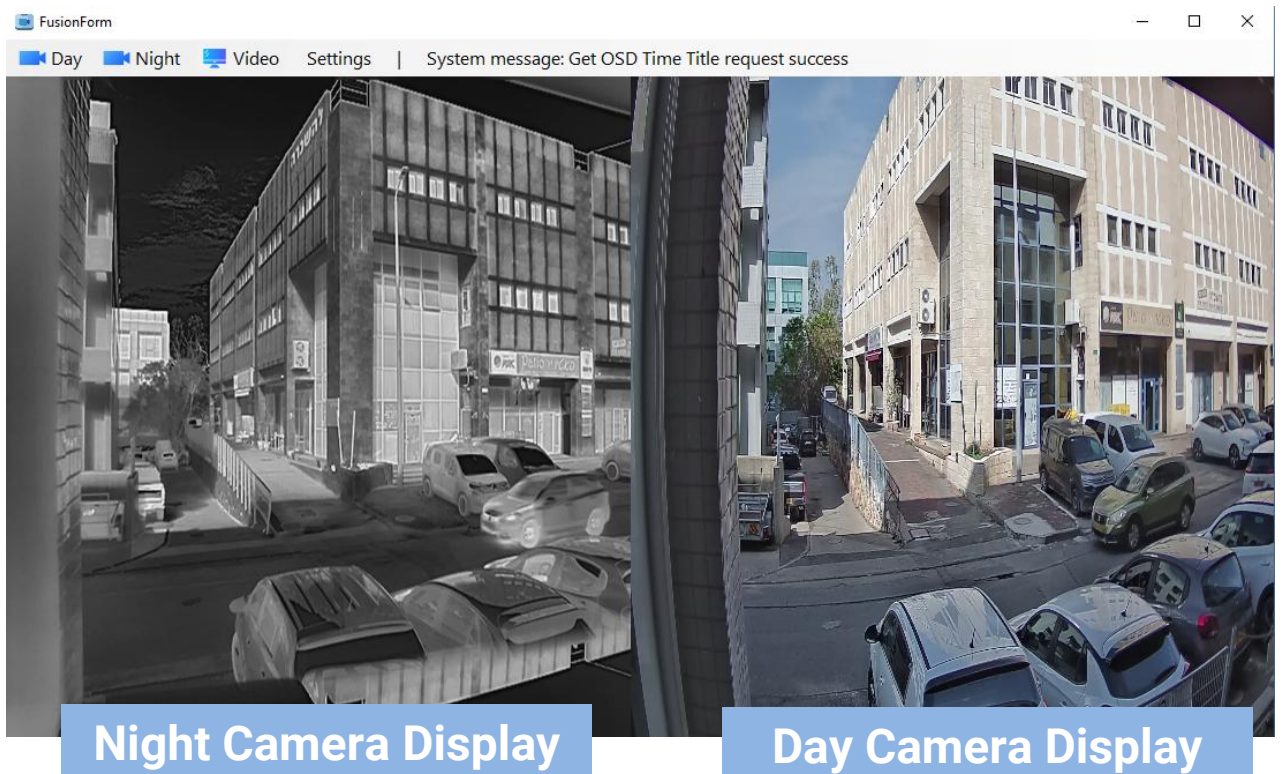 FusionForm
Day Night Video Settings | System message: Get OSD Time Title request success
Night Camera Display
Day Camera Display